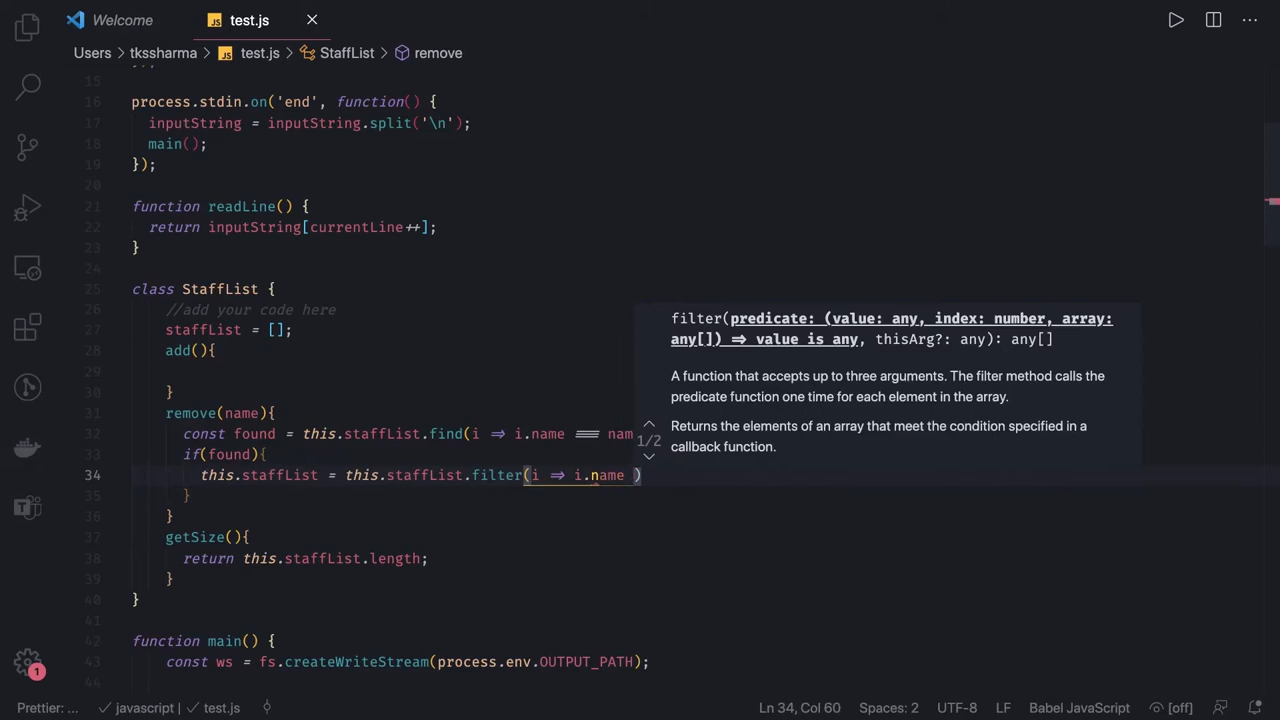 Welcome
test.js
Users > tkssharma > test.js > StaffList > remove
15
16 process.stdin.on('end', function() {
17 inputString = inputString.split('\n');
18 main();
19 });
20
21 function readLine() {
22 return inputString[currentLine++];
23 }
24
25 class StaffList {
26 //add your code here
27 staffList = [];
28 add(){
29
30 }
31 remove(name){
32 const found = this.staffList.find(i => i.name === nam
33 if(found){
34 this.staffList = this.staffList.filter(i => i.name )
35 }
36 }
37 getSize(){
38 return this.staffList.length;
39 }
40 }
41
42 function main() {
43 const ws = fs.createWriteStream(process.env.OUTPUT_PATH);
44
filter(predicate: (value: any, index: number, array:
any[]) => value is any, thisArg?: any): any[]
A function that accepts up to three arguments. The filter method calls the
predicate function one time for each element in the array.
1/2
Returns the elements of an array that meet the condition specified in a
callback function.
1
Prettier: ... javascript | test.js Ln 34, Col 60 Spaces: 2 UTF-8 LF Babel JavaScript [off]